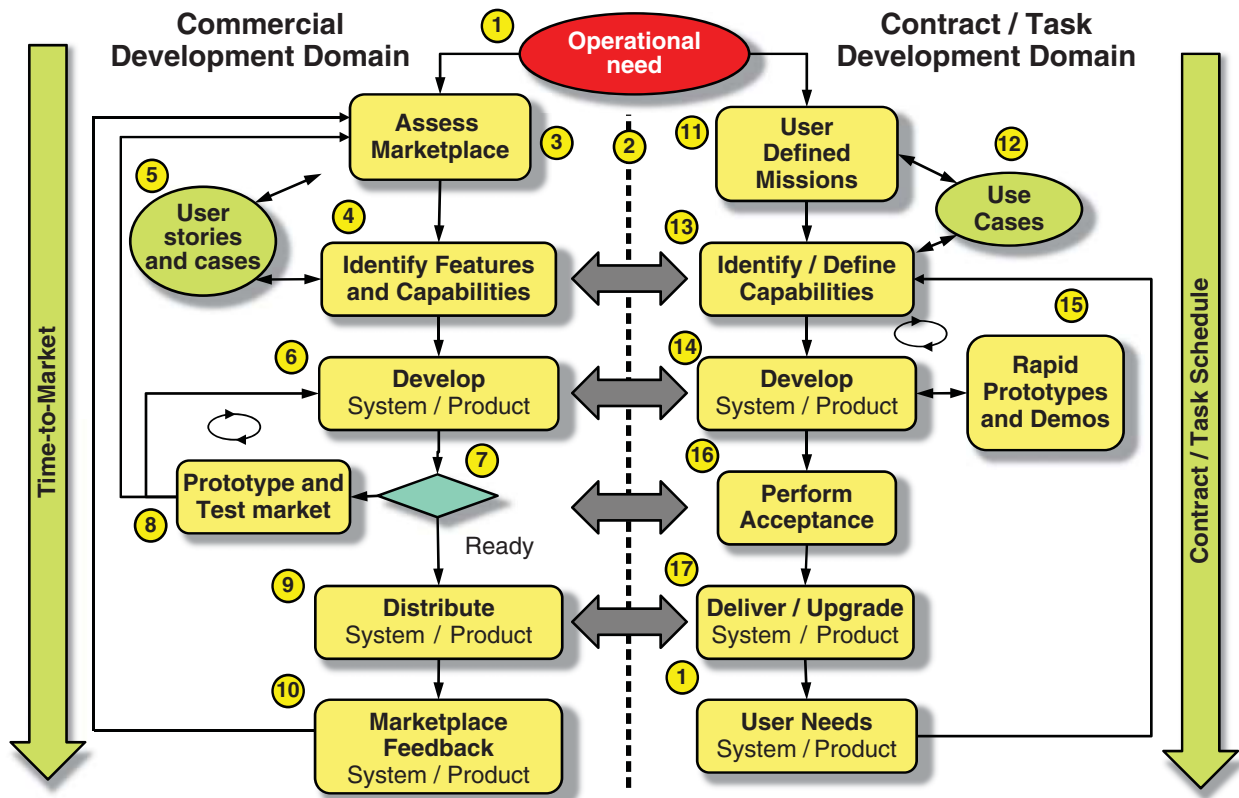 Commercial
Development Domain
1
Operational
need
Contract / Task
Development Domain
Assess
Marketplace
3
2
11
User
Defined
Missions
12
Use
Cases
5
User
stories
and cases
4
Identify Features
and Capabilities
13
Identify / Define
Capabilities
15
Rapid
Prototypes
and Demos
6
Develop
System / Product
14
Develop
System / Product
7
Prototype and
Test market
8
Ready
16
Perform
Acceptance
9
Distribute
System / Product
17
Deliver / Upgrade
System / Product
10
Marketplace
Feedback
System / Product
1
User Needs
System / Product
Time-to-Market
Contract / Task Schedule